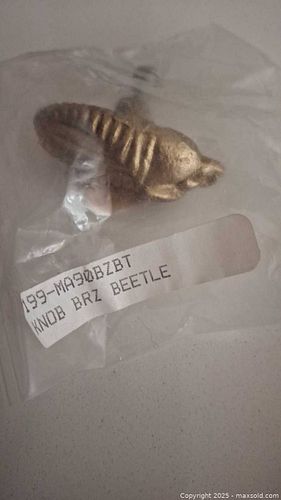 199-MA90BZBT
KNOB BRZ BEETLE
Copyright © 2025 - maxsold.com